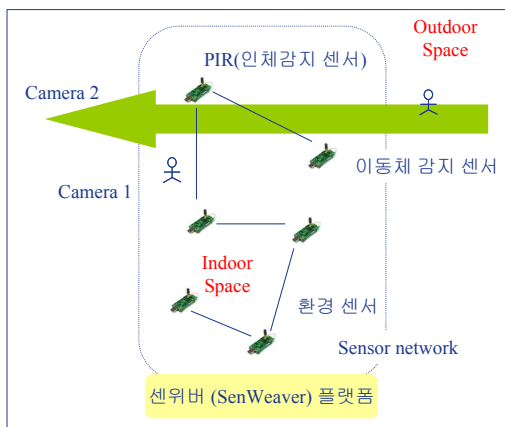 Outdoor
Space
PIR(인체감지 센서)
Camera 2
이동체 감지 센서
Camera 1
Indoor
Space
환경 센서
Sensor network
센위버 (SenWeaver) 플랫폼